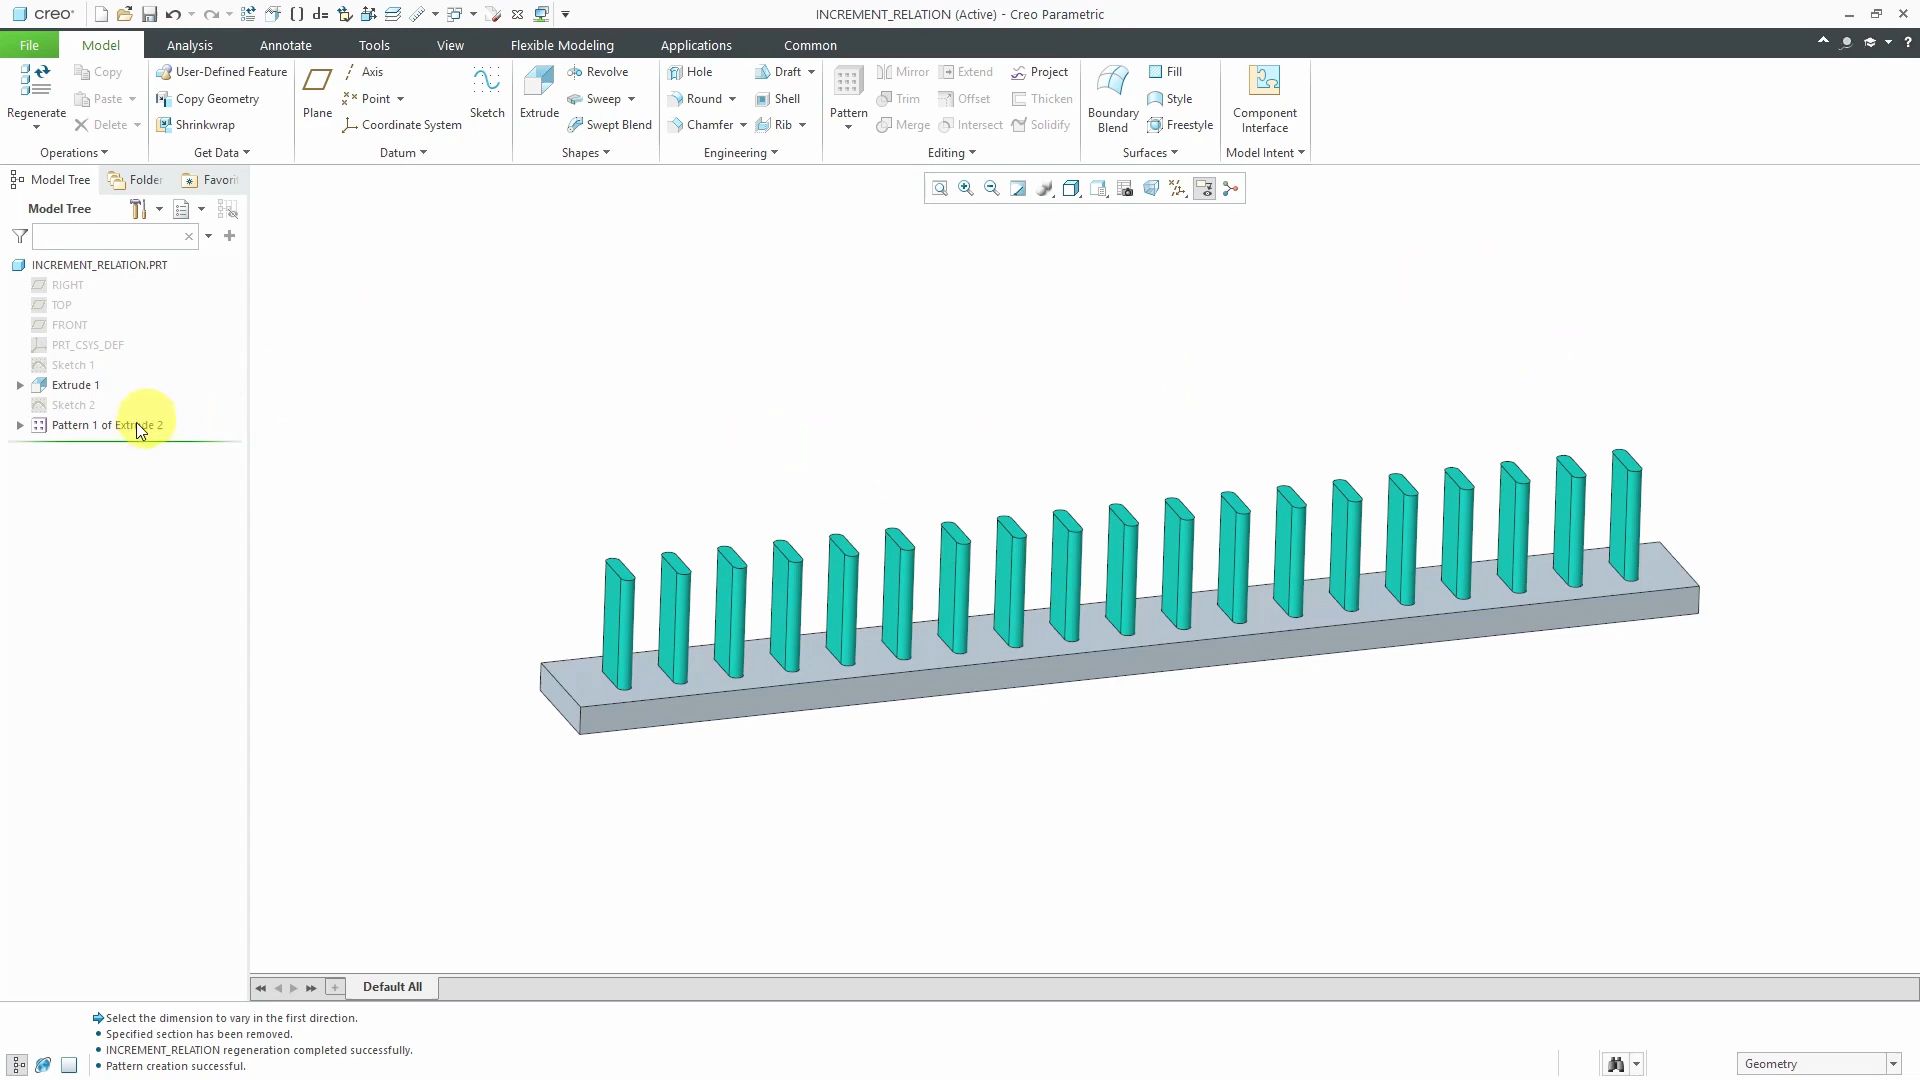 creo
INCREMENT_RELATION (Active) - Creo Parametric
File Model Analysis Annotate Tools View Flexible Modeling Applications Common
Regenerate
Copy
Paste
Delete
Operations
User-Defined Feature
Copy Geometry
Shrinkwrap
Get Data
Plane
Axis
Point
Coordinate System
Sketch
Datum
Extrude
Revolve
Sweep
Swept Blend
Shapes
Hole
Round
Chamfer
Draft
Shell
Rib
Engineering
Pattern
Mirror
Trim
Merge
Extend
Offset
Intersect
Project
Thicken
Solidify
Editing
Boundary
Blend
Fill
Style
Freestyle
Surfaces
Component
Interface
Model Intent
Model Tree Folder Favori
Model Tree
INCREMENT_RELATION.PRT
RIGHT
TOP
FRONT
PRT_CSYS_DEF
Sketch 1
Extrude 1
Sketch 2
Pattern 1 of Extrude 2
Default All
Select the dimension to vary in the first direction.
Specified section has been removed.
INCREMENT_RELATION regeneration completed successfully.
Pattern creation successful.
Geometry